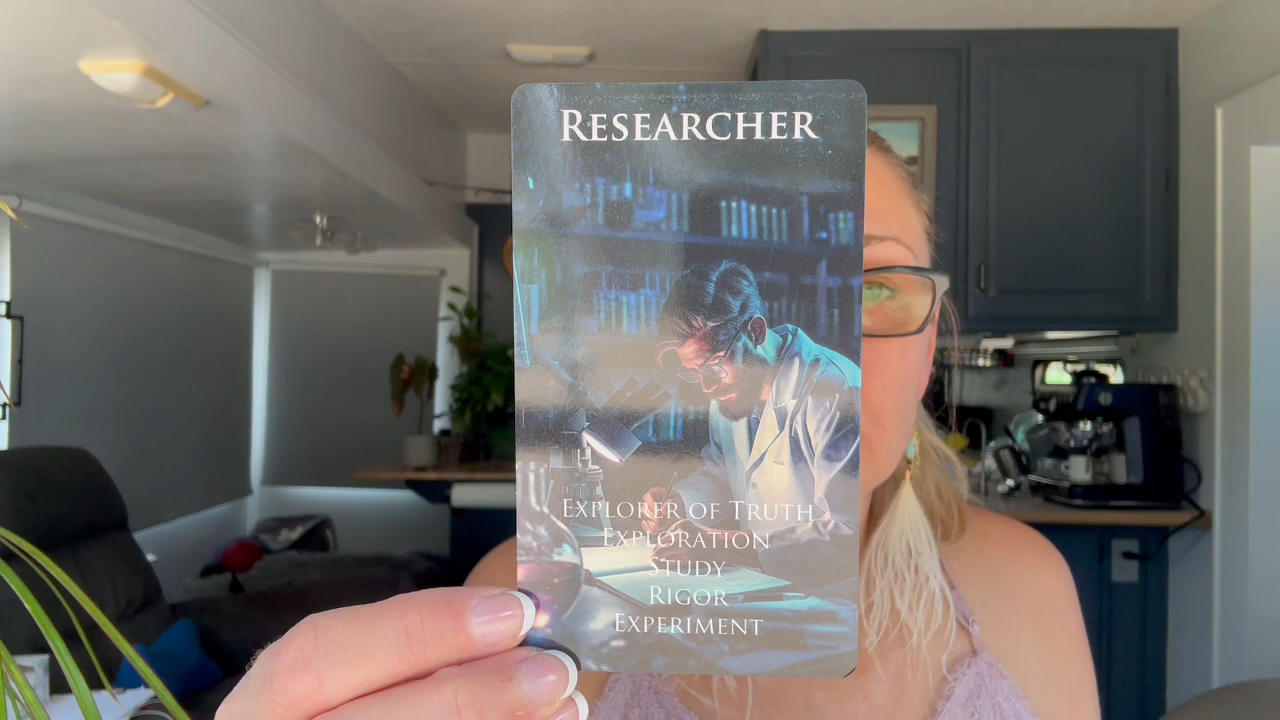 RESEARCHER
EXPLORER OF TRUTH
EXPLORATION
STUDY
RIGOR
EXPERIMENT